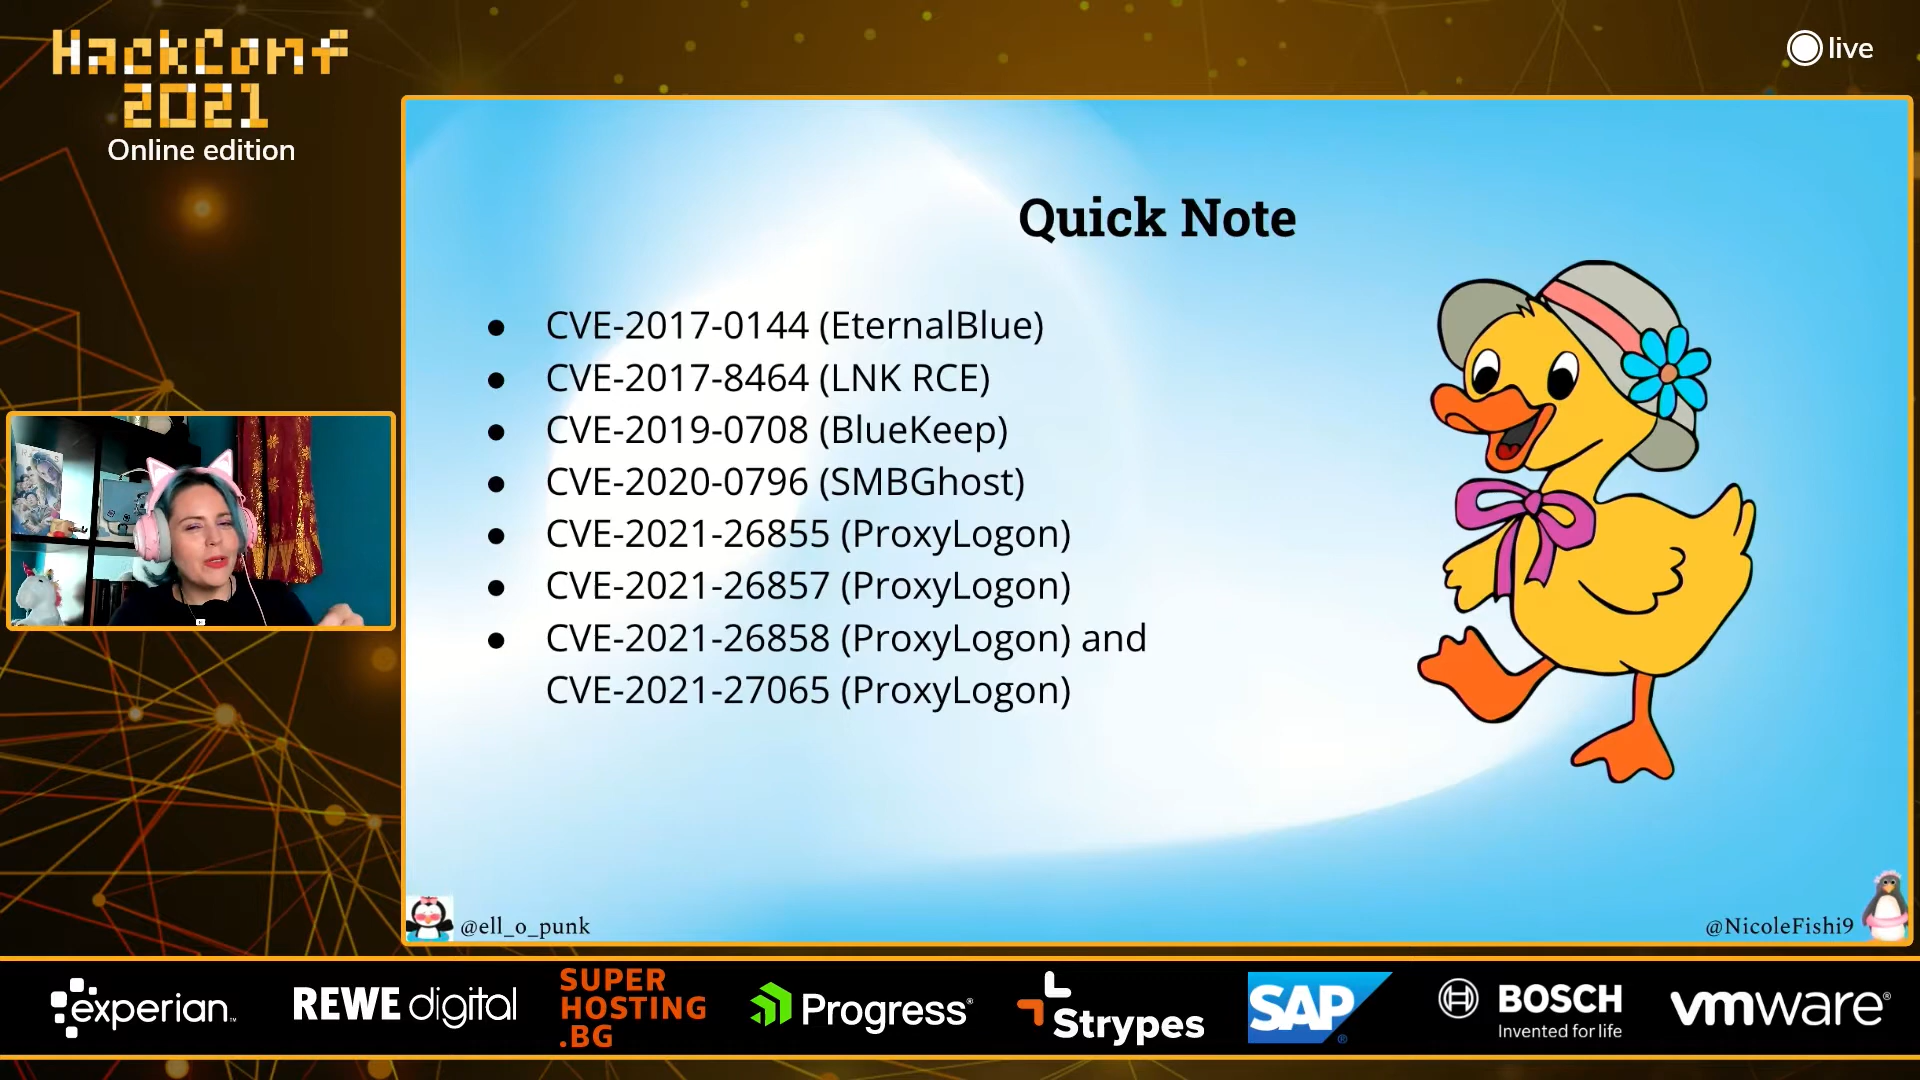 HackConf
2021
Online edition
live
Quick Note
● CVE-2017-0144 (EternalBlue)
● CVE-2017-8464 (LNK RCE)
● CVE-2019-0708 (BlueKeep)
● CVE-2020-0796 (SMBGhost)
● CVE-2021-26855 (ProxyLogon)
● CVE-2021-26857 (ProxyLogon)
● CVE-2021-26858 (ProxyLogon) and
CVE-2021-27065 (ProxyLogon)
@ell_o_punk
@NicoleFishi9
experian™
REWE digital
SUPER
HOSTING
.BG
Progress®
Strypes
SAP®
BOSCH
Invented for life
vmware®